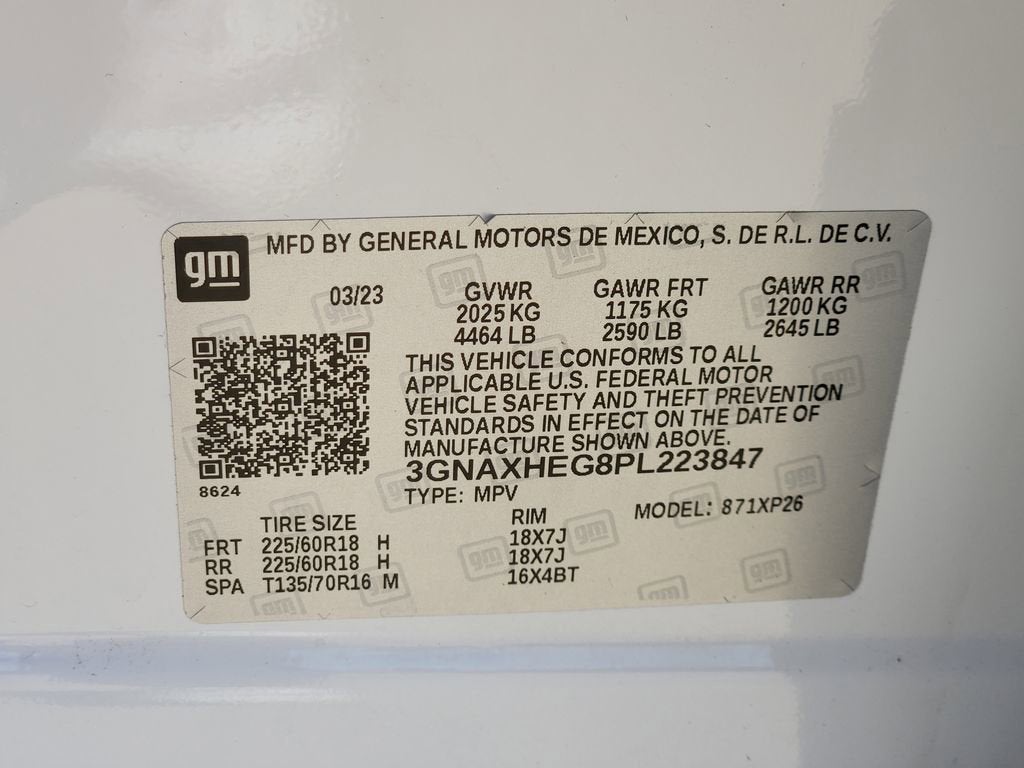 gm MFD BY GENERAL MOTORS DE MEXICO, S. DE R.L. DE C.V.
03/23 GVWR GAWR FRT GAWR RR
2025 KG 1175 KG 1200 KG
4464 LB 2590 LB 2645 LB
THIS VEHICLE CONFORMS TO ALL
APPLICABLE U.S. FEDERAL MOTOR
VEHICLE SAFETY AND THEFT PREVENTION
STANDARDS IN EFFECT ON THE DATE OF
MANUFACTURE SHOWN ABOVE.
3GNAXHEG8PL223847
8624
TYPE: MPV MODEL: 871XP26
TIRE SIZE RIM
FRT 225/60R18 H 18X7J
RR 225/60R18 H 18X7J
SPA T135/70R16 M 16X4BT